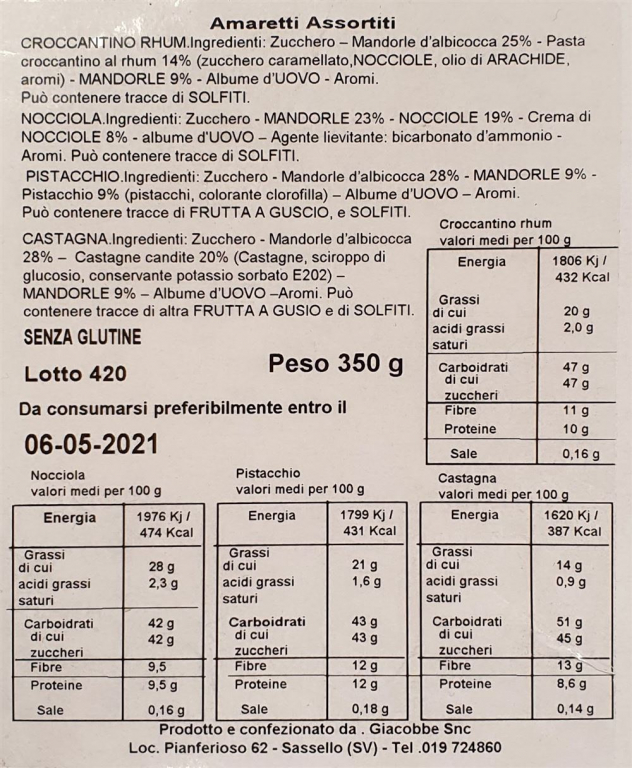 Amaretti Assortiti
CROCCANTINO RHUM.Ingredienti: Zucchero – Mandorle d'albicocca 25% - Pasta
croccantino al rhum 14% (zucchero caramellato,NOCCIOLE, olio di ARACHIDE,
aromi) - MANDORLE 9% - Albume d'UOVO - Aromi.
Può contenere tracce di SOLFITI.
NOCCIOLA.Ingredienti: Zucchero - MANDORLE 23% - NOCCIOLE 19% - Crema di
NOCCIOLE 8% - albume d'UOVO – Agente lievitante: bicarbonato d'ammonio -
Aromi. Può contenere tracce di SOLFITI.
PISTACCHIO.Ingredienti: Zucchero - Mandorle d'albicocca 28% - MANDORLE 9% -
Pistacchio 9% (pistacchi, colorante clorofilla) – Albume d'UOVO – Aromi.
Può contenere tracce di FRUTTA A GUSCIO, e SOLFITI.
CASTAGNA.Ingredienti: Zucchero - Mandorle d'albicocca
28% – Castagne candite 20% (Castagne, sciroppo di
glucosio, conservante potassio sorbato E202) –
MANDORLE 9% – Albume d'UOVO –Aromi. Può
contenere tracce di altra FRUTTA A GUSIO e di SOLFITI.
SENZA GLUTINE
Lotto 420
Peso 350 g
Da consumarsi preferibilmente entro il
06-05-2021
Croccantino rhum
valori medi per 100 g
Energia 1806 Kj /
432 Kcal
Grassi
di cui 20 g
acidi grassi 2,0 g
saturi
Carboidrati 47 g
di cui 47 g
zuccheri
Fibre 11 g
Proteine 10 g
Sale 0,16 g
Nocciola
valori medi per 100 g
Energia 1976 Kj /
474 Kcal
Grassi
di cui 28 g
acidi grassi 2,3 g
saturi
Carboidrati 42 g
di cui 42 g
zuccheri
Fibre 9,5
Proteine 9,5 g
Sale 0,16 g
Pistacchio
valori medi per 100 g
Energia 1799 Kj /
431 Kcal
Grassi
di cui 21 g
acidi grassi 1,6 g
saturi
Carboidrati 43 g
di cui 43 g
zuccheri
Fibre 12 g
Proteine 12 g
Sale 0,18 g
Castagna
valori medi per 100 g
Energia 1620 Kj /
387 Kcal
Grassi
di cui 14 g
acidi grassi 0,9 g
saturi
Carboidrati 51 g
di cui 45 g
zuccheri
Fibre 13 g
Proteine 8,6 g
Sale 0,14 g
Prodotto e confezionato da . Giacobbe Snc
Loc. Pianferioso 62 - Sassello (SV) - Tel .019 724860